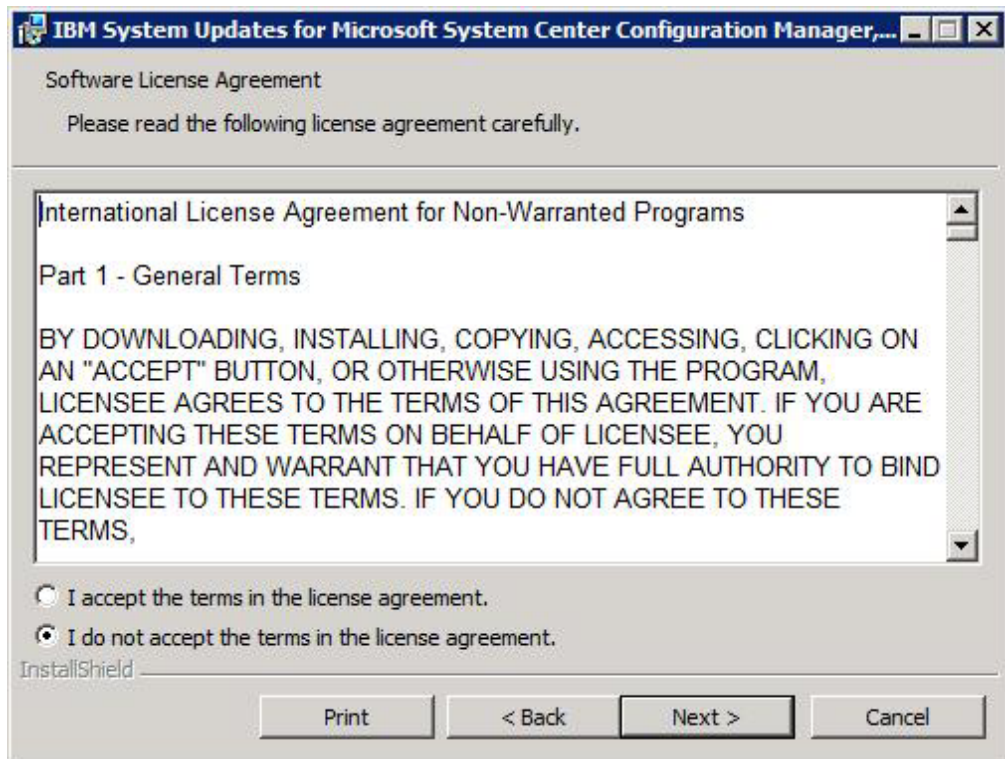 IBM System Updates for Microsoft System Center Configuration Manager,...
Software License Agreement
Please read the following license agreement carefully.
International License Agreement for Non-Warranted Programs
Part 1 - General Terms
BY DOWNLOADING, INSTALLING, COPYING, ACCESSING, CLICKING ON
AN "ACCEPT" BUTTON, OR OTHERWISE USING THE PROGRAM,
LICENSEE AGREES TO THE TERMS OF THIS AGREEMENT. IF YOU ARE
ACCEPTING THESE TERMS ON BEHALF OF LICENSEE, YOU
REPRESENT AND WARRANT THAT YOU HAVE FULL AUTHORITY TO BIND
LICENSEE TO THESE TERMS. IF YOU DO NOT AGREE TO THESE
TERMS,
I accept the terms in the license agreement.
I do not accept the terms in the license agreement.
InstallShield
Print < Back Next > Cancel